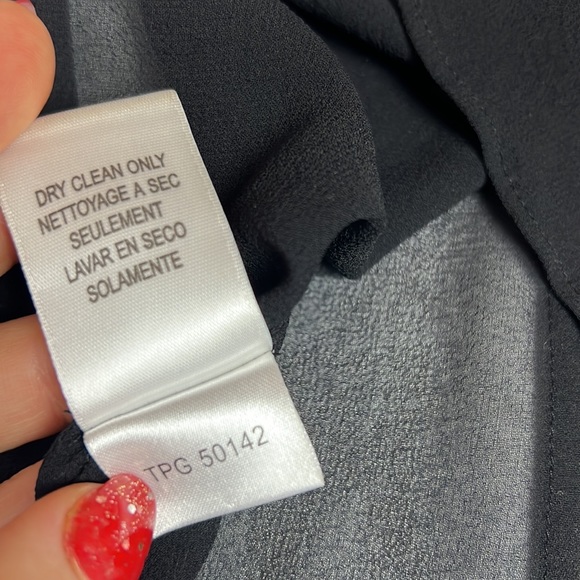 DRY CLEAN ONLY
NETTOYAGE A SEC
SEULEMENT
LAVAR EN SECO
SOLAMENTE
TPG 50142